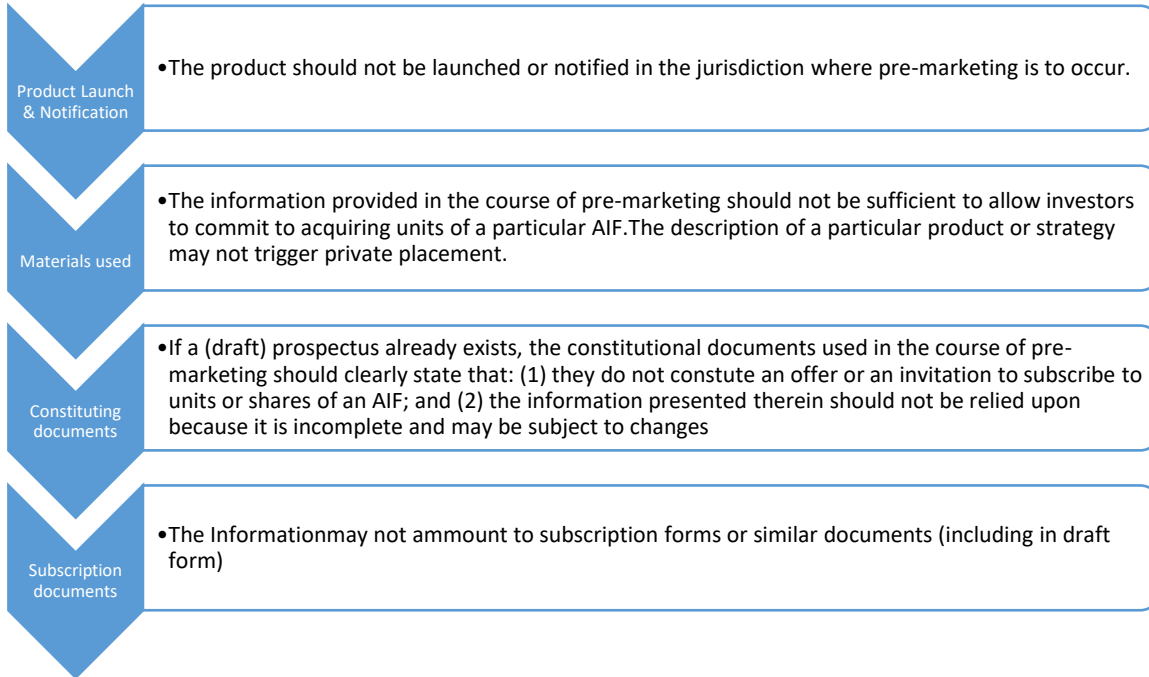 Product Launch
& Notification
•The product should not be launched or notified in the jurisdiction where pre-marketing is to occur.
Materials used
•The information provided in the course of pre-marketing should not be sufficient to allow investors
to commit to acquiring units of a particular AIF.The description of a particular product or strategy
may not trigger private placement.
Constituting
documents
•If a (draft) prospectus already exists, the constitutional documents used in the course of pre-
marketing should clearly state that: (1) they do not constute an offer or an invitation to subscribe to
units or shares of an AIF; and (2) the information presented therein should not be relied upon
because it is incomplete and may be subject to changes
Subscription
documents
•The Informationmay not ammount to subscription forms or similar documents (including in draft
form)